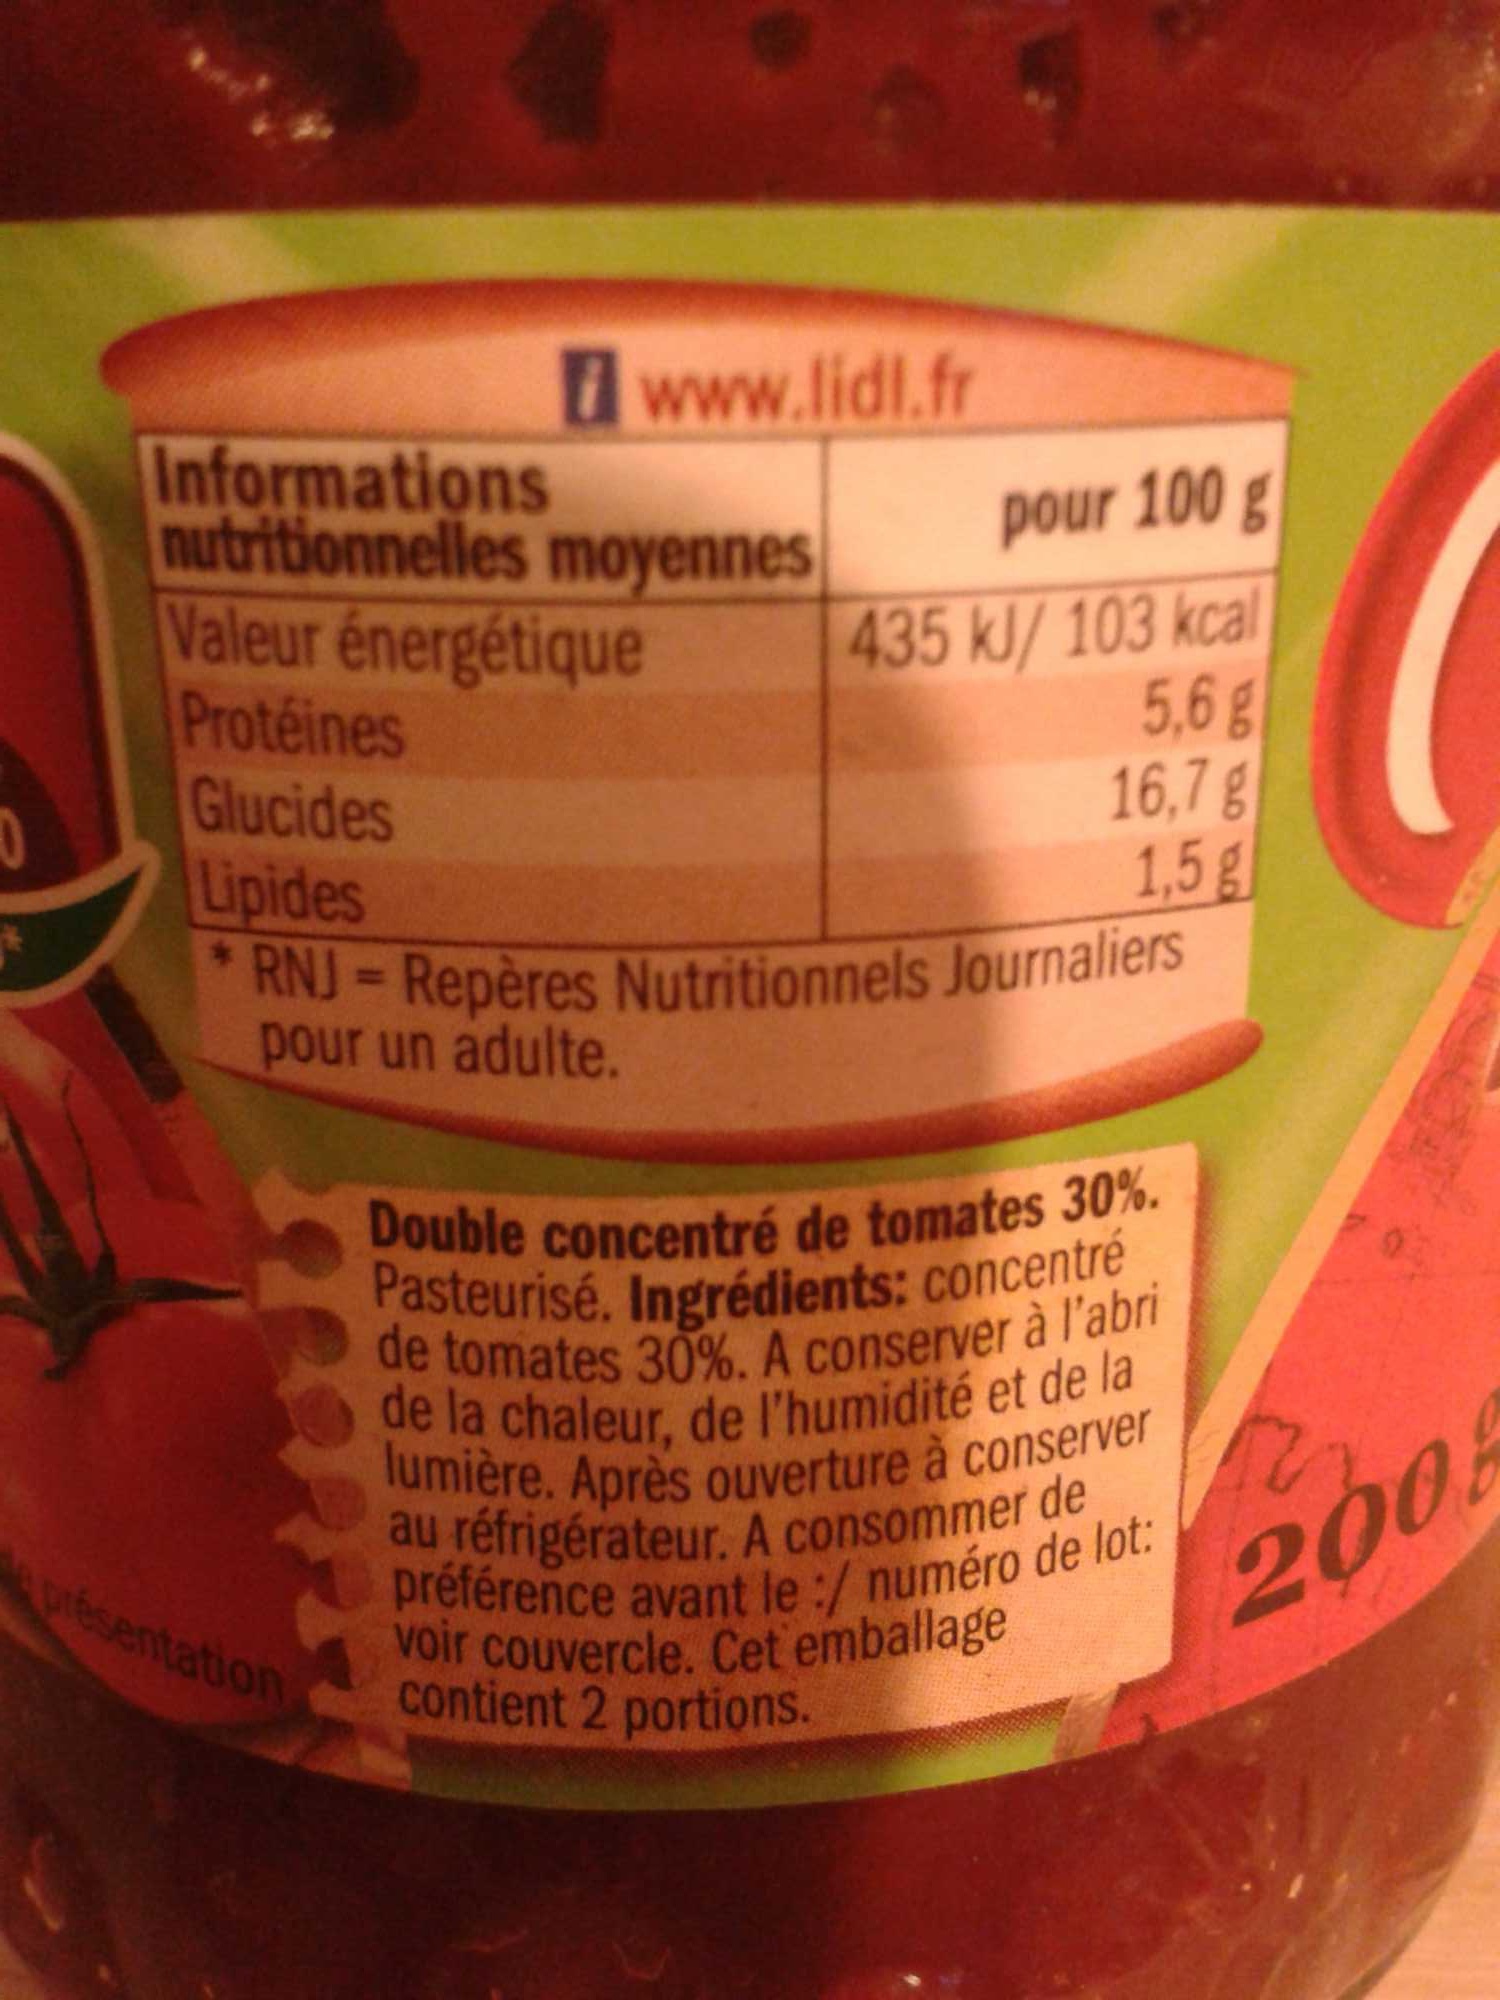 i www.lidl.fr
Informations
nutritionnelles moyennes
pour 100 g
Valeur énergétique 435 kJ/ 103 kcal
Protéines 5,6 g
Glucides 16,7 g
Lipides 1,5 g
* RNJ = Repères Nutritionnels Journaliers
pour un adulte.
Double concentré de tomates 30%.
Pasteurisé. Ingrédients: concentré
de tomates 30%. A conserver à l'abri
de la chaleur, de l'humidité et de la
lumière. Après ouverture à conserver
au réfrigérateur. A consommer de
préférence avant le :/ numéro de lot:
voir couvercle. Cet emballage
contient 2 portions.
présentation
200 g